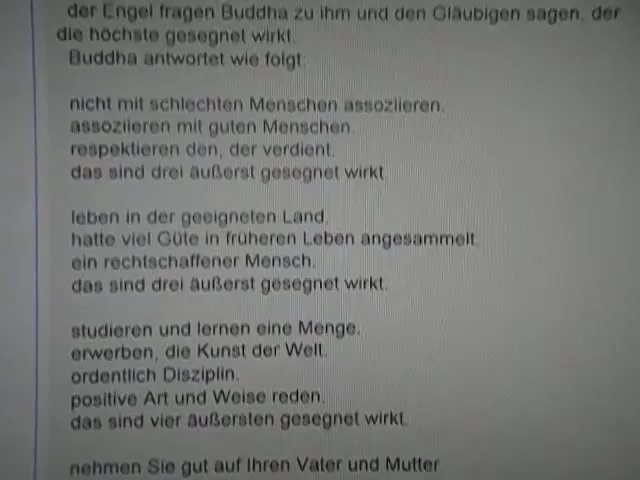 der Engel fragen Buddha zu ihm und den Gläubigen sagen, der
die höchste gesegnet wirkt.
Buddha antwortet wie folgt:
nicht mit schlechten Menschen assoziieren.
assoziieren mit guten Menschen.
respektieren den, der verdient.
das sind drei äußerst gesegnet wirkt.
leben in der geeigneten Land.
hatte viel Güte in früheren Leben angesammelt.
ein rechtschaffener Mensch.
das sind drei äußerst gesegnet wirkt.
studieren und lernen eine Menge.
erwerben, die Kunst der Welt.
ordentlich Disziplin.
positive Art und Weise reden.
das sind vier äußersten gesegnet wirkt.
nehmen Sie gut auf Ihren Vater und Mutter.